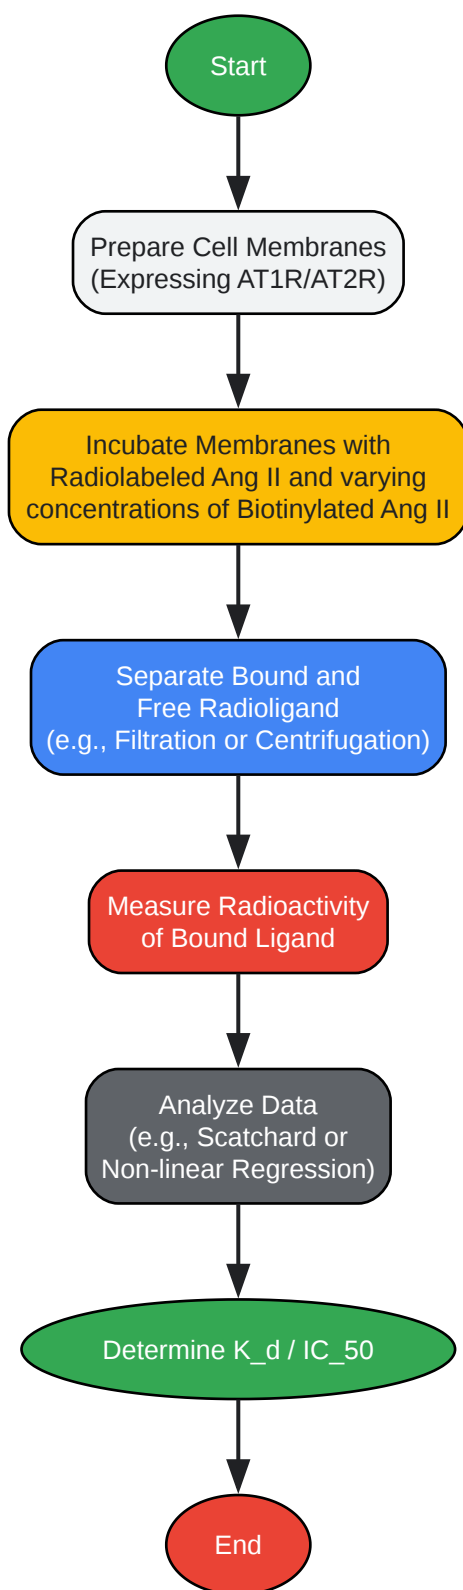 Start
Prepare Cell Membranes
(Expressing AT1R/AT2R)
Incubate Membranes with
Radiolabeled Ang II and varying
concentrations of Biotinylated Ang II
Separate Bound and
Free Radioligand
(e.g., Filtration or Centrifugation)
Measure Radioactivity
of Bound Ligand
Analyze Data
(e.g., Scatchard or
Non-linear Regression)
Determine K_d / IC_50
End